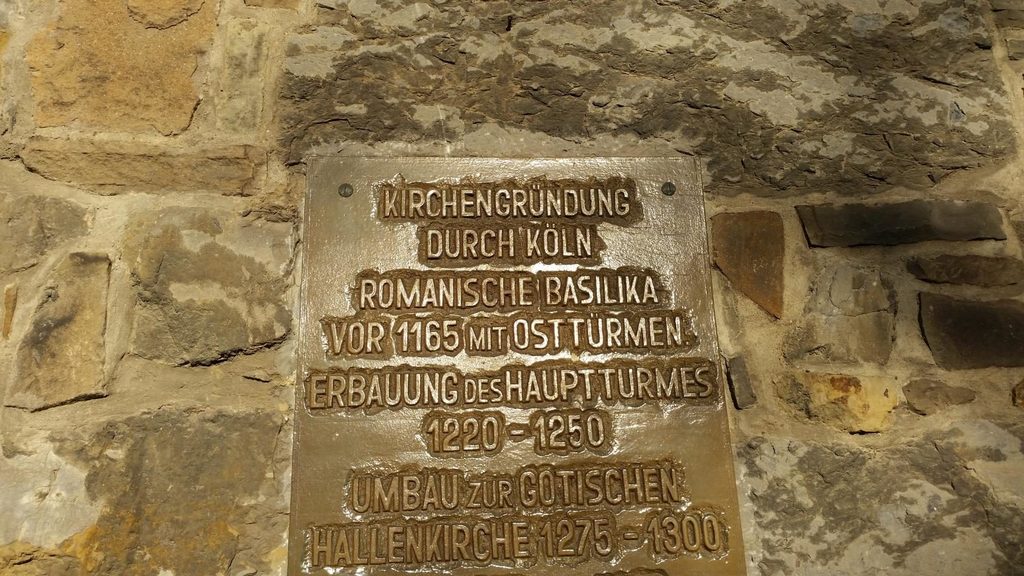 KIRCHENGRÜNDUNG
DURCH KÖLN
ROMANISCHE BASILIKA
VOR 1165 MIT OSTTÜRMEN.
ERBAUUNG DES HAUPTTURMES
1220 - 1250
UMBAU ZUR GOTISCHEN
HALLENKIRCHE 1275 - 1300